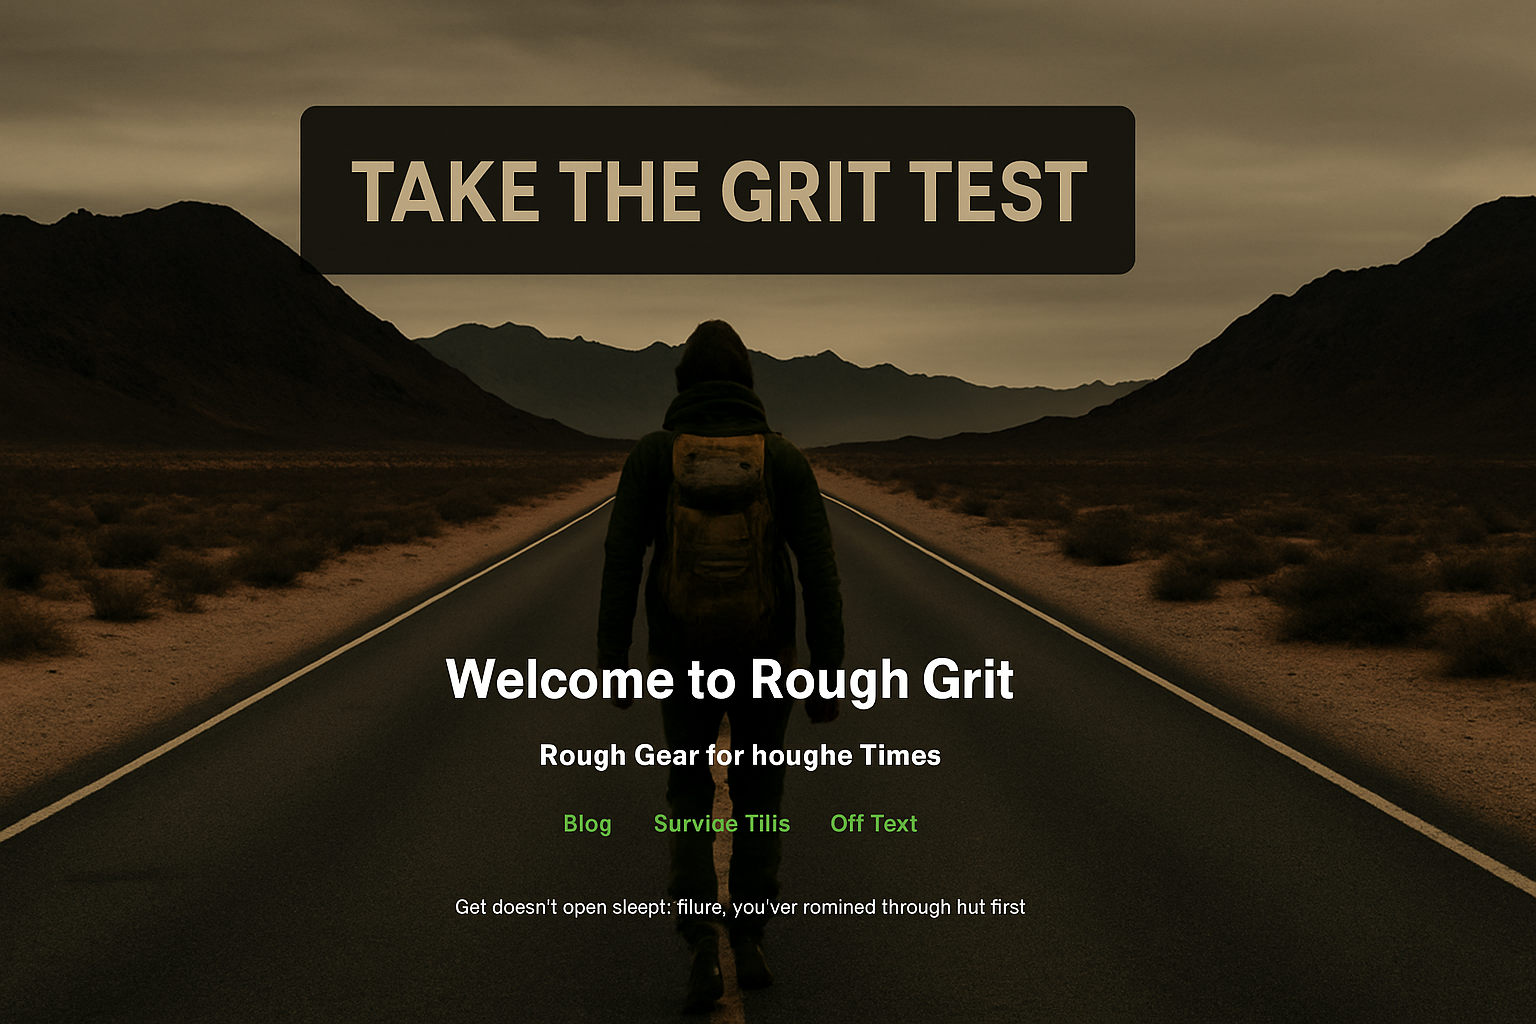 TAKE THE GRIT TEST
Welcome to Rough Grit
Rough Gear for houghe Times
Blog Survige Tilis Off Text
Get doesn't open sleept: filure, you'ver romined through hut first